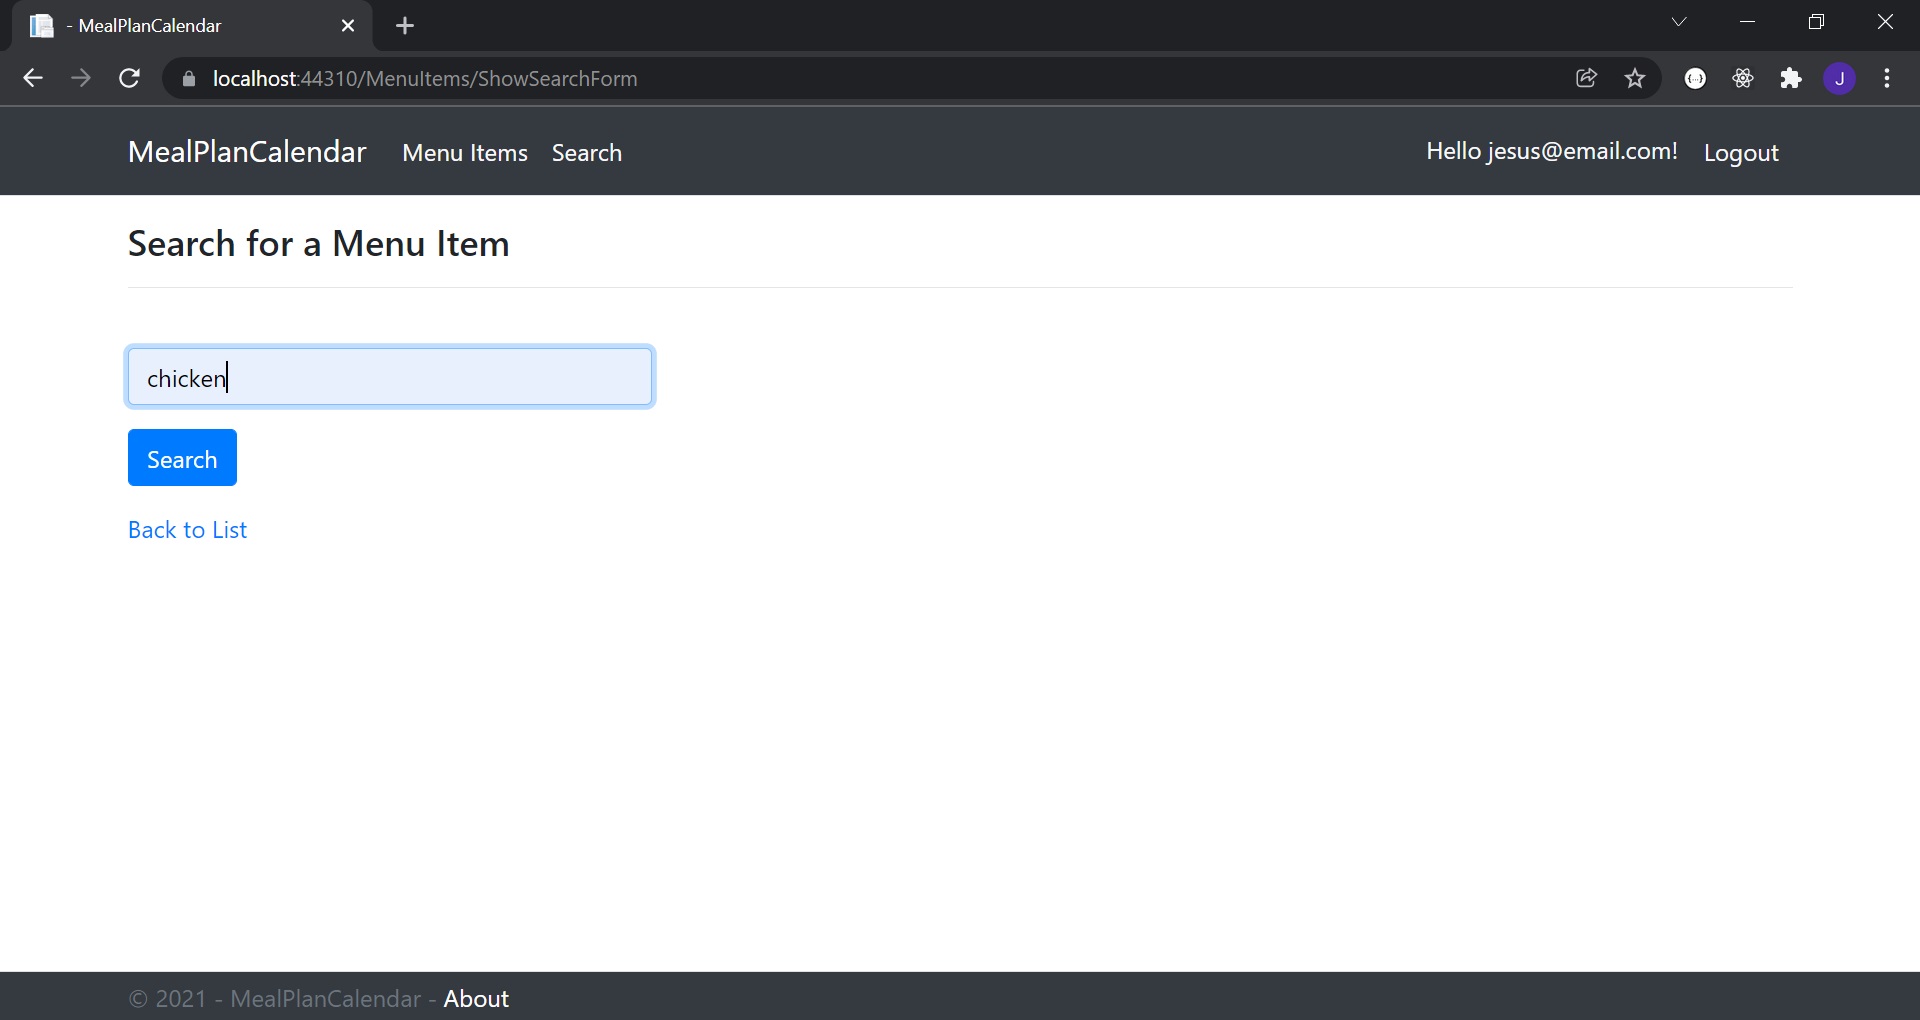 - MealPlanCalendar
localhost:44310/MenuItems/ShowSearchForm
J
MealPlanCalendar Menu Items Search Hello jesus@email.com! Logout
Search for a Menu Item
chicken
Search
Back to List
© 2021 - MealPlanCalendar - About